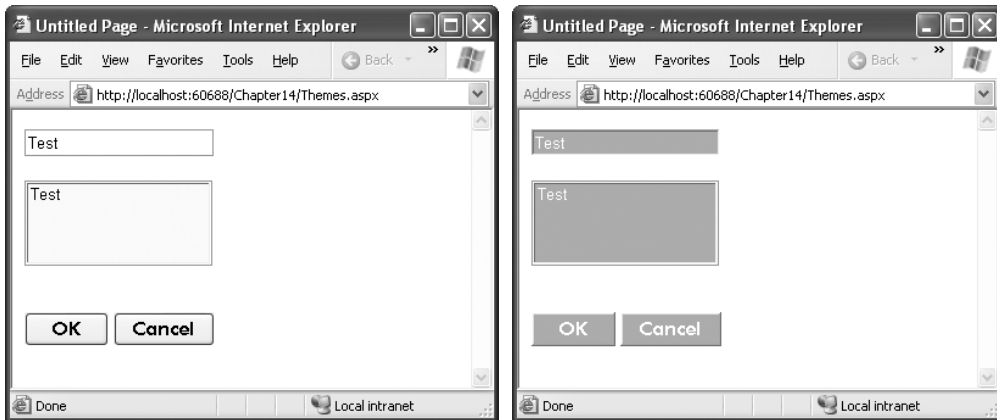 Untitled Page - Microsoft Internet Explorer
File Edit View Favorites Tools Help Back »
Address http://localhost:60688/Chapter14/Themes.aspx
Test
Test
OK Cancel
Done Local intranet
Untitled Page - Microsoft Internet Explorer
File Edit View Favorites Tools Help Back »
Address http://localhost:60688/Chapter14/Themes.aspx
Test
Test
OK Cancel
Done Local intranet